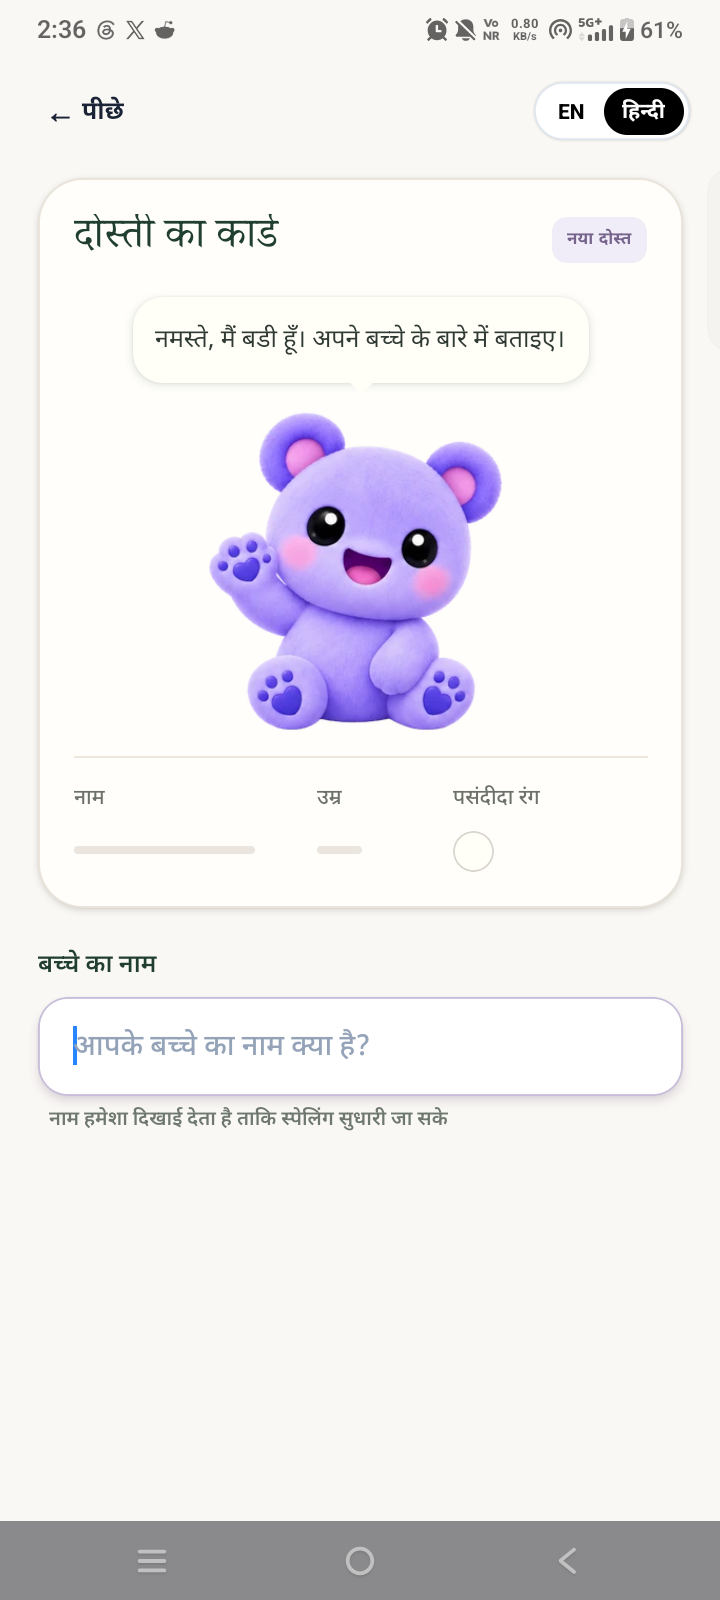 2:36
Vo NR
0.80 KB/s
5G+
61%
← पीछे
EN
हिन्दी
दोस्ती का कार्ड
नया दोस्त
नमस्ते, मैं बडी हूँ। अपने बच्चे के बारे में बताइए।
नाम
उम्र
पसंदीदा रंग
बच्चे का नाम
आपके बच्चे का नाम क्या है?
नाम हमेशा दिखाई देता है ताकि स्पेलिंग सुधारी जा सके